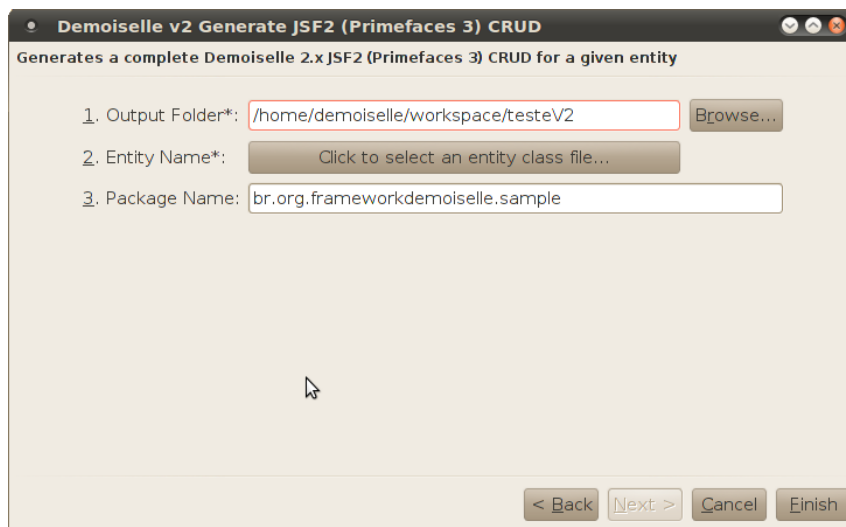 Demoiselle v2 Generate JSF2 (Primefaces 3) CRUD
Generates a complete Demoiselle 2.x JSF2 (Primefaces 3) CRUD for a given entity
1. Output Folder*: /home/demoiselle/workspace/testeV2 Browse...
2. Entity Name*: Click to select an entity class file...
3. Package Name: br.org.frameworkdemoiselle.sample
< Back Next > Cancel Finish